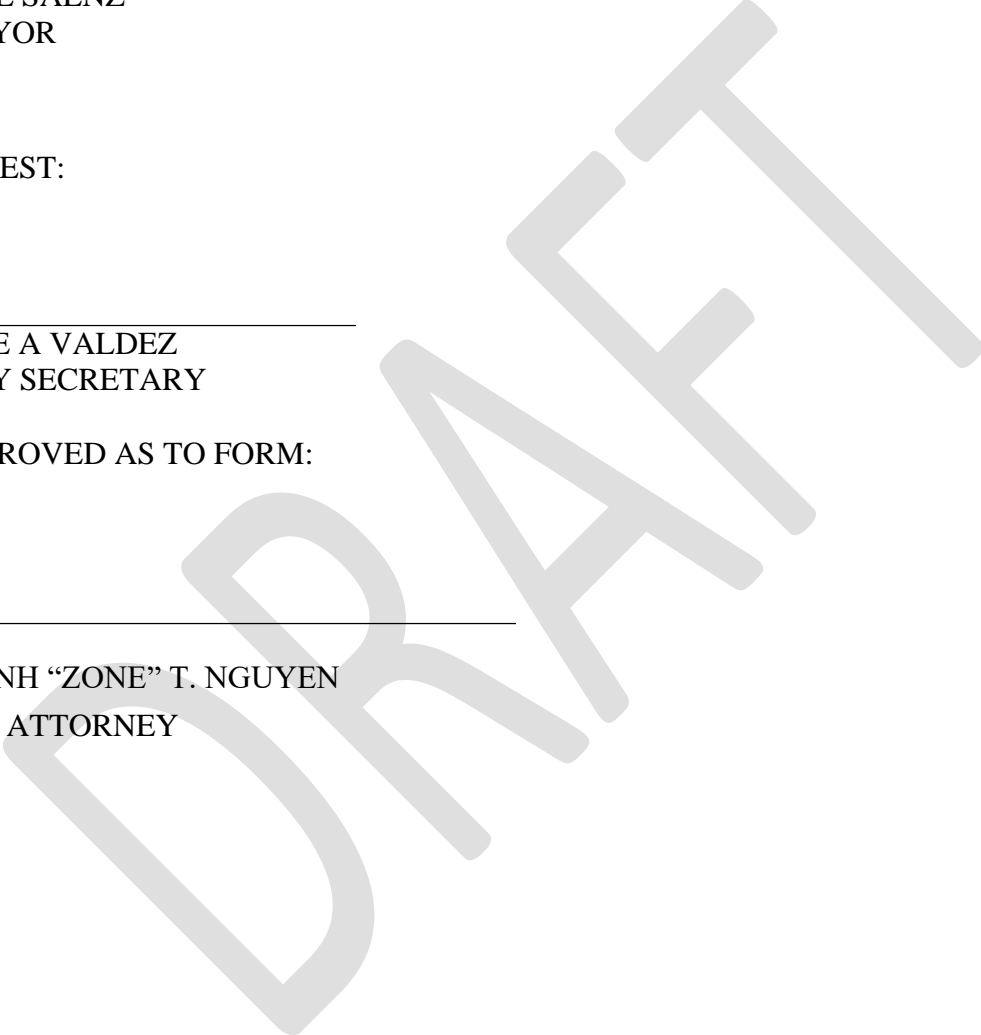 E SAENZ
YOR
EST:
E A VALDEZ
Y SECRETARY
ROVED AS TO FORM:
NH “ZONE” T. NGUYEN
ATTORNEY
DRAFT